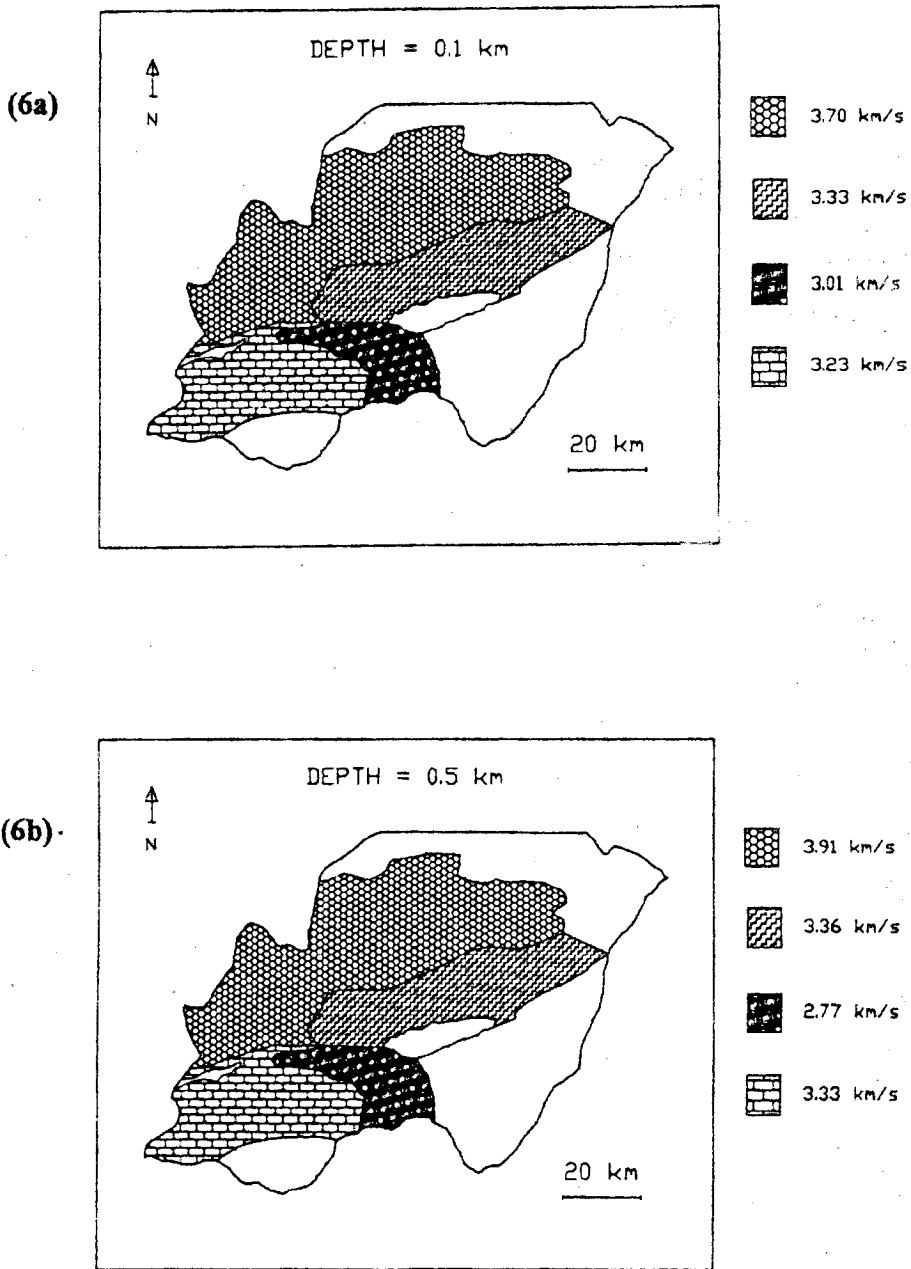 (6a)
DEPTH = 0.1 km
N
3.70 km/s
3.33 km/s
3.01 km/s
3.23 km/s
20 km
(6b)
DEPTH = 0.5 km
N
3.91 km/s
3.36 km/s
2.77 km/s
3.33 km/s
20 km